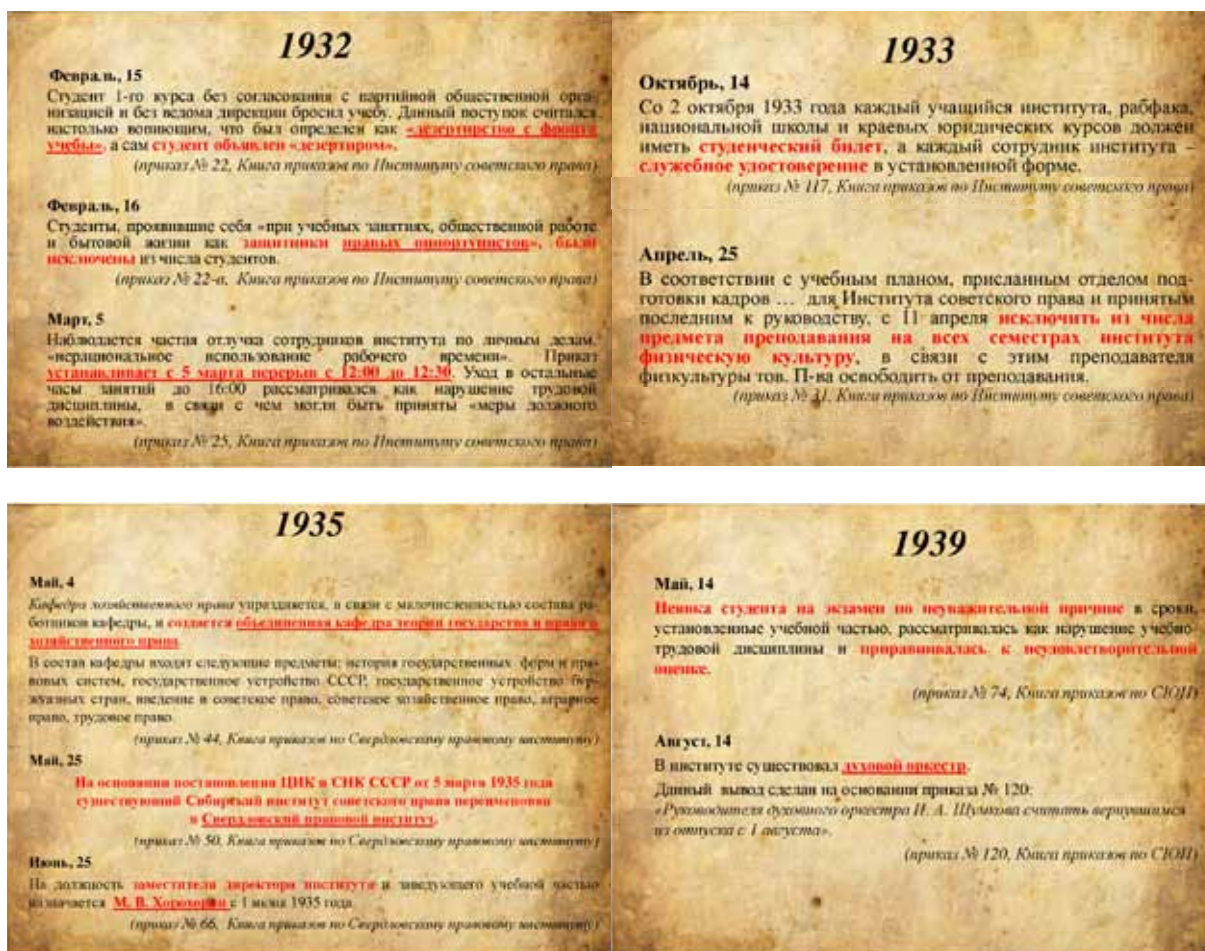 1932
Февраль, 15
Студент 1-го курса без согласования с партийной общественной орга-
низацией и без ведома дирекции бросил учебу. Данный поступок считался
настолько вопиющим, что был определен как «дезертирство с фронта
учебы», а сам студент объявлен «дезертиром».
(приказ № 22, Книга приказов по Институту советского права)
Февраль, 16
Студенты, проявившие себя «при учебных занятиях, общественной работе
и бытовой жизни как защитники правых оппортунистов», были
исключены из числа студентов.
(приказ № 22-а, Книга приказов по Институту советского права)
Март, 5
Наблюдается частая отлучка сотрудников института по личным делам,
«нерациональное использование рабочего времени». Приказ
устанавливает с 5 марта перерыв с 12:00 до 12:30. Уход в остальные
часы занятий до 16:00 рассматривался как нарушение трудовой
дисциплины, в связи с чем могли быть приняты «меры должного
воздействия».
(приказ № 25, Книга приказов по Институту советского права)
1933
Октябрь, 14
Со 2 октября 1933 года каждый учащийся института, рабфака,
национальной школы и краевых юридических курсов должен
иметь студенческий билет, а каждый сотрудник института –
служебное удостоверение в установленной форме.
(приказ № 117, Книга приказов по Институту советского права)
Апрель, 25
В соответствии с учебным планом, присланным отделом под-
готовки кадров … для Института советского права и принятым
последним к руководству, с 11 апреля исключить из числа
предмета преподавания на всех семестрах института
физическую культуру, в связи с этим преподавателя
физкультуры тов. П-ва освободить от преподавания.
(приказ № 31, Книга приказов по Институту советского права)
1935
Май, 4
Кафедра хозяйственного права упраздняется, в связи с малочисленностью состава ра-
ботников кафедры, и создается объединенная кафедра теории государства и права и
хозяйственного права.
В состав кафедры входят следующие предметы: история государственных форм и пра-
вовых систем, государственное устройство СССР, государственное устройство бур-
жуазных стран, введение в советское право, советское хозяйственное право, аграрное
право, трудовое право.
(приказ № 44, Книга приказов по Свердловскому правовому институту)
Май, 25
На основании постановления ЦИК и СНК СССР от 5 марта 1935 года
существующий Сибирский институт советского права переименован
в Свердловский правовой институт.
(приказ № 50, Книга приказов по Свердловскому правовому институту)
Июнь, 25
На должность заместителя директора института и заведующего учебной частью
назначается М. В. с 1 июня 1935 года.
(приказ № 66, Книга приказов по Свердловскому правовому институту)
1939
Май, 14
Неявка студента на экзамен по неуважительной причине в сроки,
установленные учебной частью, рассматривалась как нарушение учебно-
трудовой дисциплины и приравнивалась к неудовлетворительной
оценке.
(приказ № 74, Книга приказов по СЮИ)
Август, 14
В институте существовал духовой оркестр.
Данный вывод сделан на основании приказа № 120:
«Руководителя духовного оркестра И. А. Шумкова считать вернувшимся
из отпуска с 1 августа».
(приказ № 120, Книга приказов по СЮИ)